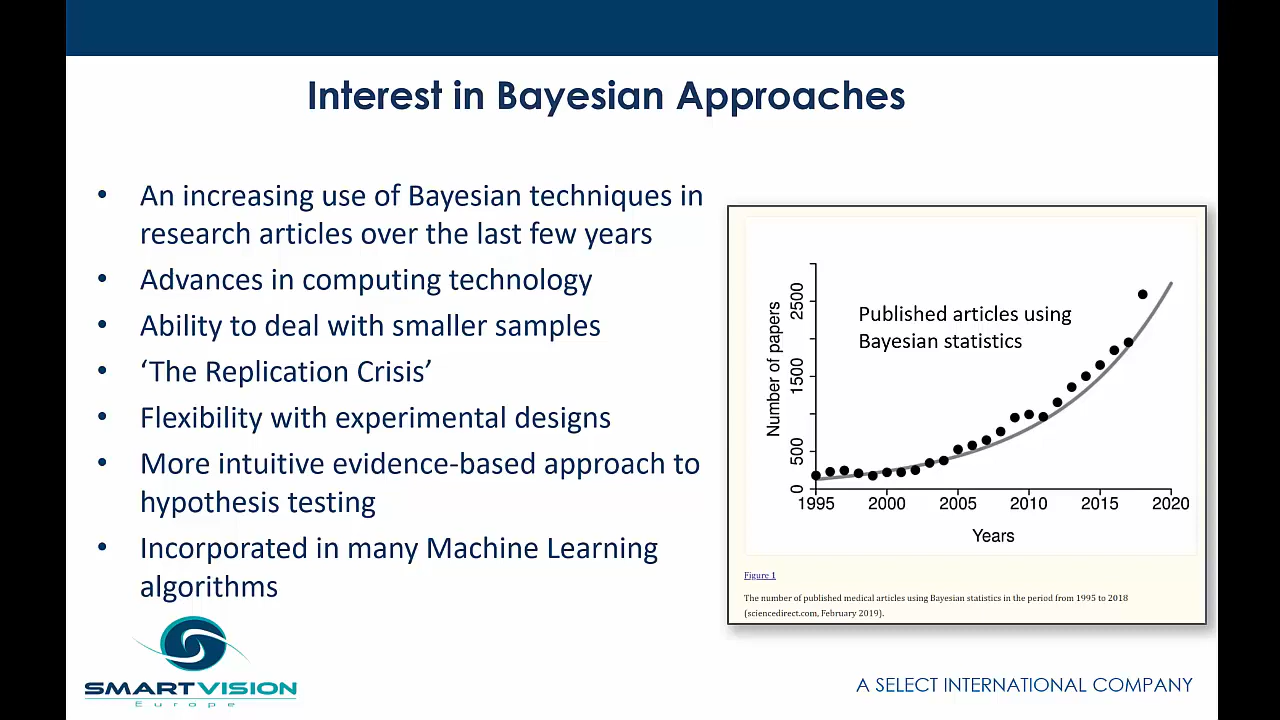 Interest in Bayesian Approaches
• An increasing use of Bayesian techniques in
research articles over the last few years
• Advances in computing technology
• Ability to deal with smaller samples
• ‘The Replication Crisis’
• Flexibility with experimental designs
• More intuitive evidence-based approach to
hypothesis testing
• Incorporated in many Machine Learning
algorithms
Published articles using
Bayesian statistics
Number of papers
2500
1500
500
0
1995 2000 2005 2010 2015 2020
Years
Figure 1
The number of published medical articles using Bayesian statistics in the period from 1995 to 2018
(sciencedirect.com, February 2019).
SMARTVISION
Europe
A SELECT INTERNATIONAL COMPANY